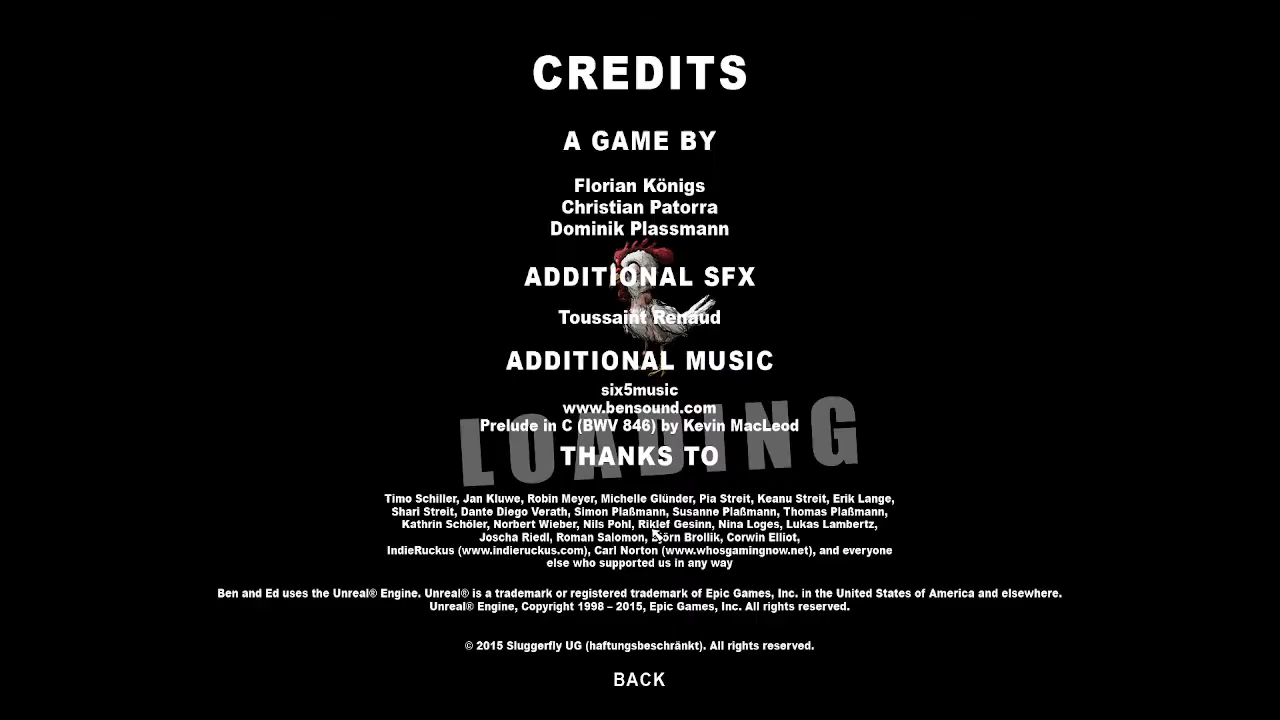 CREDITS
A GAME BY
Florian Königs
Christian Patorra
Dominik Plassmann
ADDITIONAL SFX
Toussaint Renaud
ADDITIONAL MUSIC
six5music
www.bensound.com
Prelude in C (BWV 846) by Kevin MacLeod
LOADING
THANKS TO
Timo Schiller, Jan Kluwe, Robin Meyer, Michelle Glünder, Pia Streit, Keanu Streit, Erik Lange,
Shari Streit, Dante Diego Verath, Simon Plaßmann, Susanne Plaßmann, Thomas Plaßmann,
Kathrin Schöler, Norbert Wieber, Nils Pohl, Riklef Gesinn, Nina Loges, Lukas Lambertz,
Joscha Riedl, Roman Salomon, Björn Brollik, Corwin Elliot,
IndieRuckus (www.indieruckus.com), Carl Norton (www.whosgamingnow.net), and everyone
else who supported us in any way
Ben and Ed uses the Unreal® Engine. Unreal® is a trademark or registered trademark of Epic Games, Inc. in the United States of America and elsewhere.
Unreal® Engine, Copyright 1998 – 2015, Epic Games, Inc. All rights reserved.
© 2015 Sluggerfly UG (haftungsbeschränkt). All rights reserved.
BACK